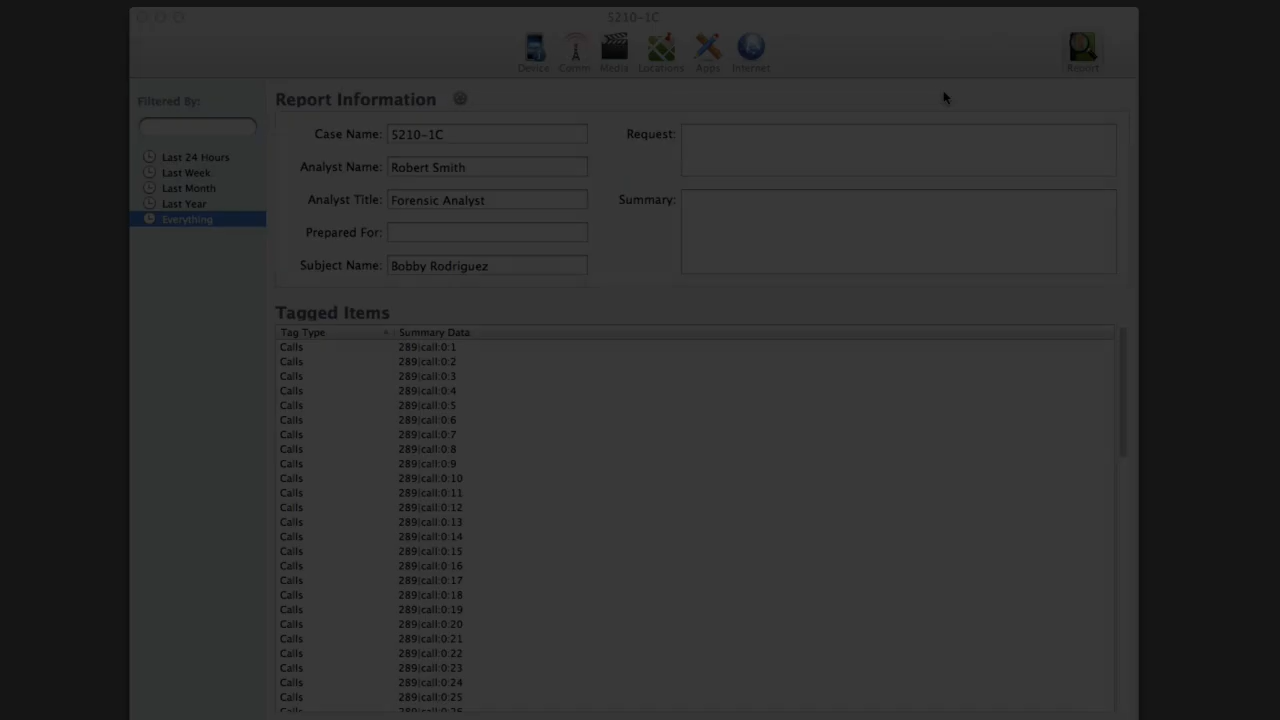 5210-1C
Device Comm Media Locations Apps Internet Report
Filtered By:
Last 24 Hours
Last Week
Last Month
Last Year
Everything
Report Information
Case Name: 5210-1C
Analyst Name: Robert Smith
Analyst Title: Forensic Analyst
Prepared For:
Subject Name: Bobby Rodriguez
Request:
Summary:
Tagged Items
Tag Type Summary Data
Calls 289|call:0:1
Calls 289|call:0:2
Calls 289|call:0:3
Calls 289|call:0:4
Calls 289|call:0:5
Calls 289|call:0:6
Calls 289|call:0:7
Calls 289|call:0:8
Calls 289|call:0:9
Calls 289|call:0:10
Calls 289|call:0:11
Calls 289|call:0:12
Calls 289|call:0:13
Calls 289|call:0:14
Calls 289|call:0:15
Calls 289|call:0:16
Calls 289|call:0:17
Calls 289|call:0:18
Calls 289|call:0:19
Calls 289|call:0:20
Calls 289|call:0:21
Calls 289|call:0:22
Calls 289|call:0:23
Calls 289|call:0:24
Calls 289|call:0:25